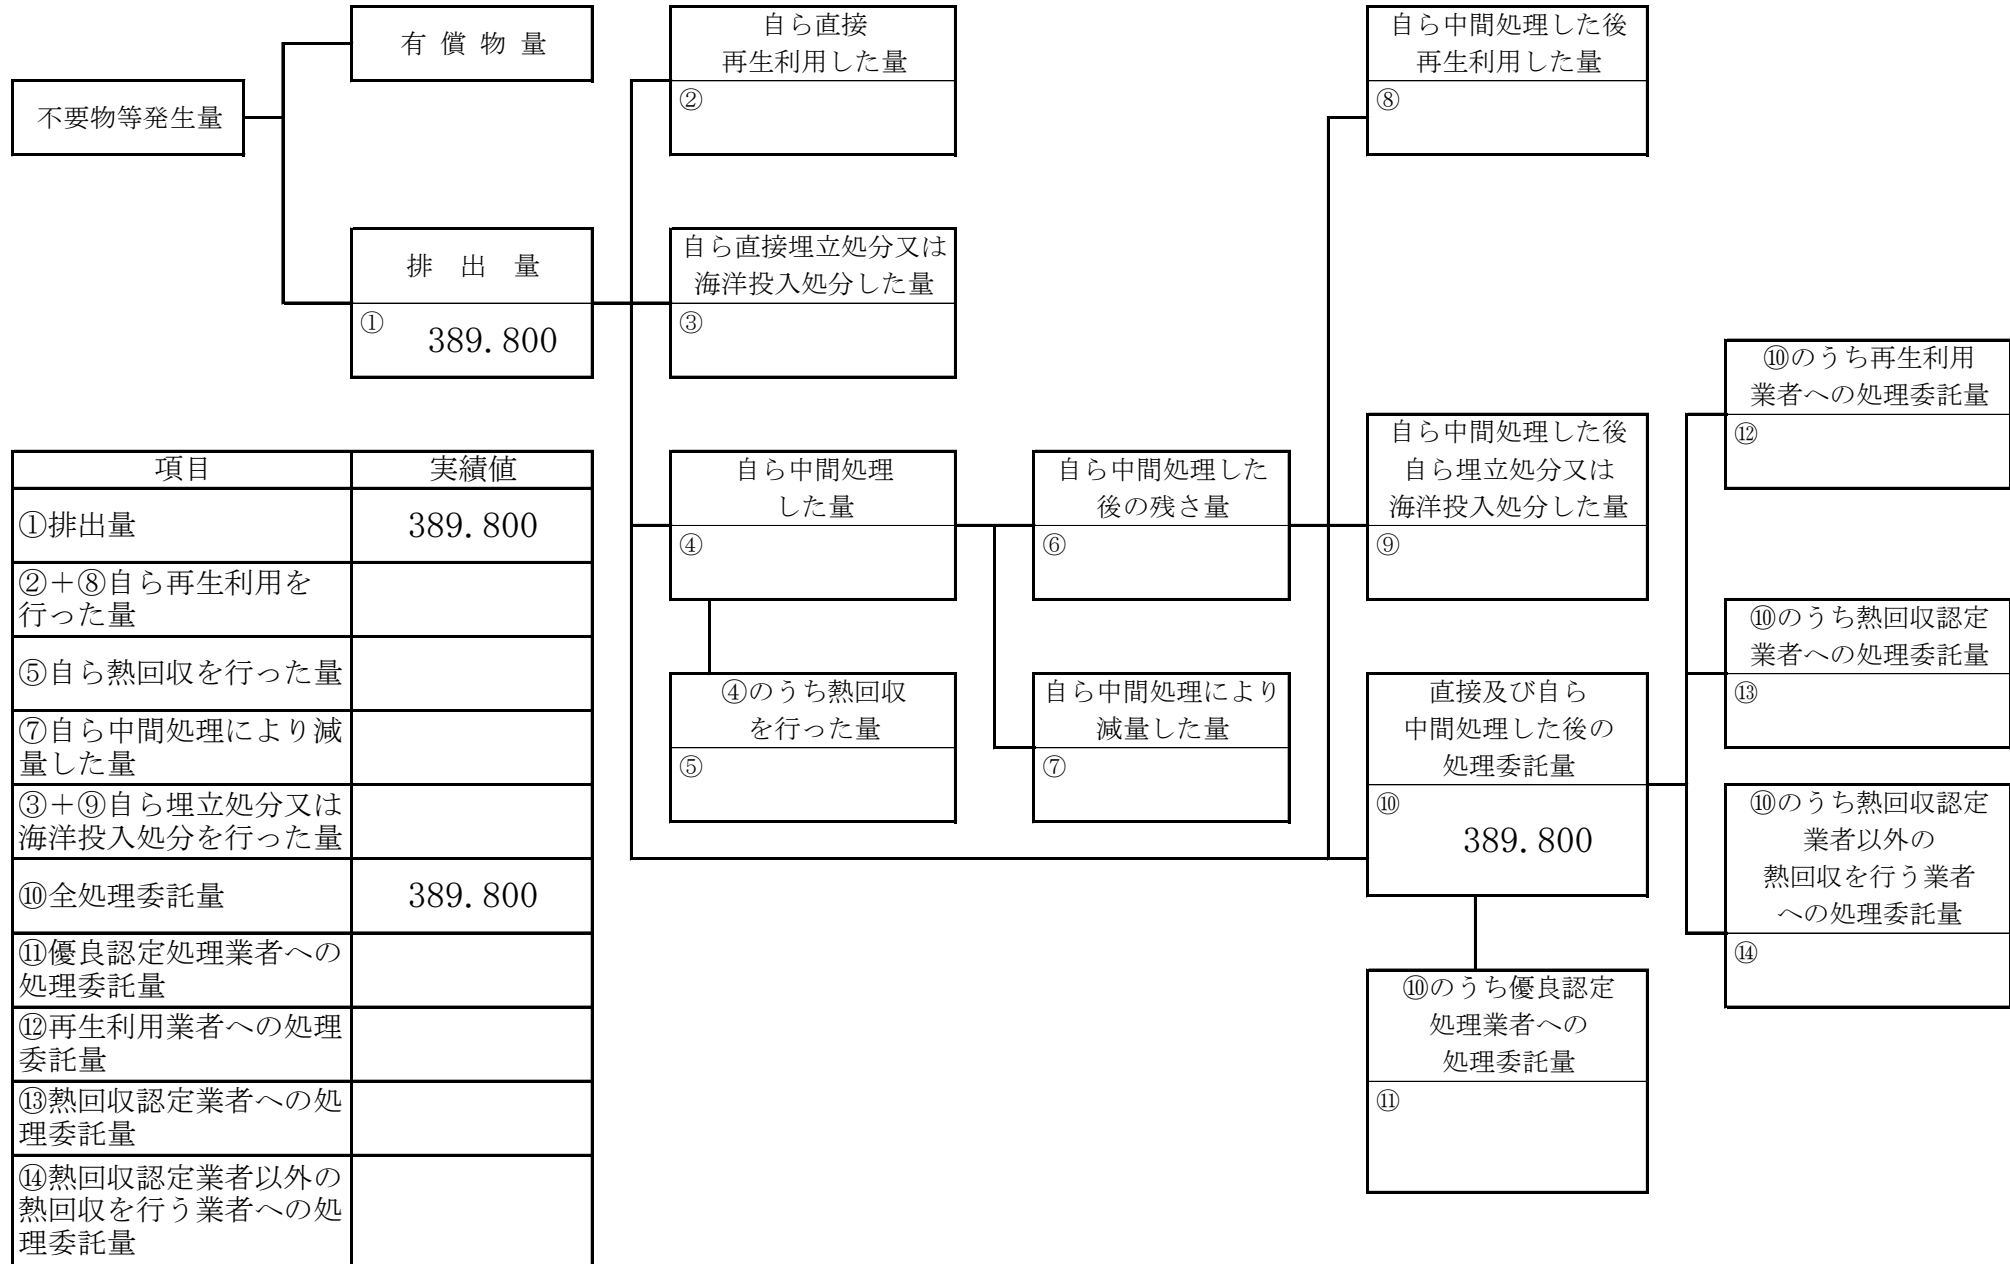 有償物量
不要物等発生量
排出量
①
389.800
自ら直接
再生利用した量
②
自ら直接埋立処分又は
海洋投入処分した量
③
自ら中間処理
した量
④
④のうち熱回収
を行った量
⑤
自ら中間処理した
後の残さ量
⑥
自ら中間処理により
減量した量
⑦
自ら中間処理した後
再生利用した量
⑧
自ら中間処理した後
自ら埋立処分又は
海洋投入処分した量
⑨
直接及び自ら
中間処理した後の
処理委託量
⑩
389.800
⑩のうち優良認定
処理業者への
処理委託量
⑪
⑩のうち再生利用
業者への処理委託量
⑫
⑩のうち熱回収認定
業者への処理委託量
⑬
⑩のうち熱回収認定
業者以外の
熱回収を行う業者
への処理委託量
⑭
項目 実績値
①排出量 389.800
②+⑧自ら再生利用を
行った量
⑤自ら熱回収を行った量
⑦自ら中間処理により減
量した量
③+⑨自ら埋立処分又は
海洋投入処分を行った量
⑩全処理委託量 389.800
⑪優良認定処理業者への
処理委託量
⑫再生利用業者への処理
委託量
⑬熱回収認定業者への処
理委託量
⑭熱回収認定業者以外の
熱回収を行う業者への処
理委託量